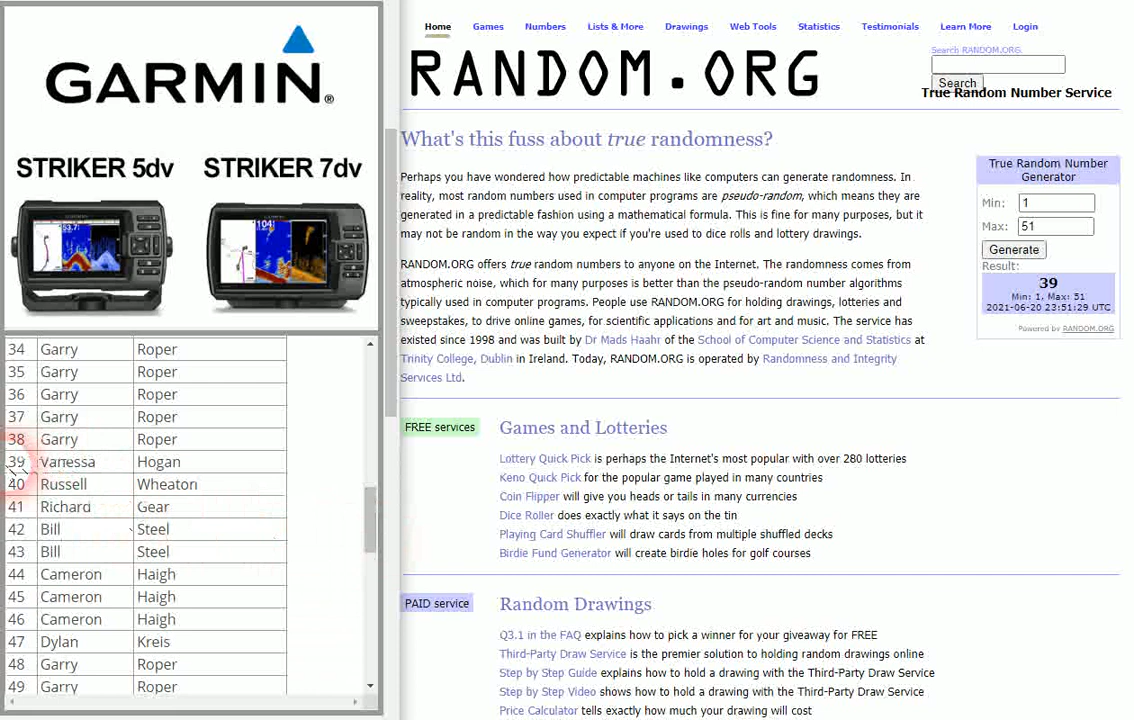 GARMIN®
STRIKER 5dv STRIKER 7dv
34 Garry Roper
35 Garry Roper
36 Garry Roper
37 Garry Roper
38 Garry Roper
39 Vanessa Hogan
40 Russell Wheaton
41 Richard Gear
42 Bill Steel
43 Bill Steel
44 Cameron Haigh
45 Cameron Haigh
46 Cameron Haigh
47 Dylan Kreis
48 Garry Roper
49 Garry Roper
Home Games Numbers Lists & More Drawings Web Tools Statistics Testimonials Learn More Login
RANDOM.ORG
Search RANDOM.ORG
Search
True Random Number Service
What's this fuss about true randomness?
Perhaps you have wondered how predictable machines like computers can generate randomness. In
reality, most random numbers used in computer programs are pseudo-random, which means they are
generated in a predictable fashion using a mathematical formula. This is fine for many purposes, but it
may not be random in the way you expect if you're used to dice rolls and lottery drawings.
RANDOM.ORG offers true random numbers to anyone on the Internet. The randomness comes from
atmospheric noise, which for many purposes is better than the pseudo-random number algorithms
typically used in computer programs. People use RANDOM.ORG for holding drawings, lotteries and
sweepstakes, to drive online games, for scientific applications and for art and music. The service has
existed since 1998 and was built by Dr Mads Haahr of the School of Computer Science and Statistics at
Trinity College, Dublin in Ireland. Today, RANDOM.ORG is operated by Randomness and Integrity
Services Ltd.
True Random Number
Generator
Min: 1
Max: 51
Generate
Result:
39
Min: 1, Max: 51
2021-06-20 23:51:29 UTC
Powered by RANDOM.ORG
FREE services
Games and Lotteries
Lottery Quick Pick is perhaps the Internet's most popular with over 280 lotteries
Keno Quick Pick for the popular game played in many countries
Coin Flipper will give you heads or tails in many currencies
Dice Roller does exactly what it says on the tin
Playing Card Shuffler will draw cards from multiple shuffled decks
Birdie Fund Generator will create birdie holes for golf courses
PAID service
Random Drawings
Q3.1 in the FAQ explains how to pick a winner for your giveaway for FREE
Third-Party Draw Service is the premier solution to holding random drawings online
Step by Step Guide explains how to hold a drawing with the Third-Party Draw Service
Step by Step Video shows how to hold a drawing with the Third-Party Draw Service
Price Calculator tells exactly how much your drawing will cost